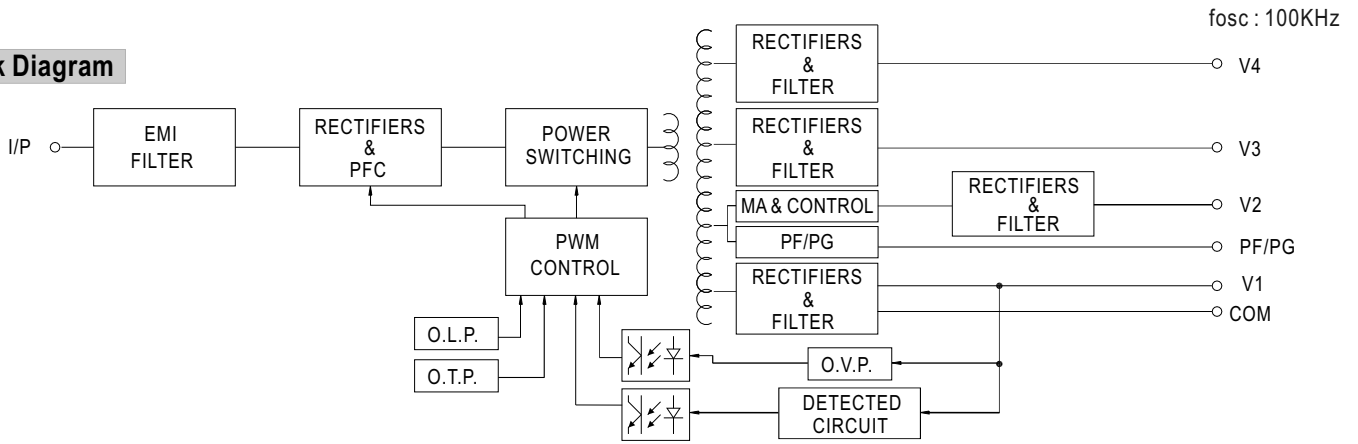 fosc : 100KHz
k Diagram
I/P
EMI
FILTER
RECTIFIERS
&
PFC
POWER
SWITCHING
RECTIFIERS
&
FILTER
V4
RECTIFIERS
&
FILTER
V3
MA & CONTROL
RECTIFIERS
&
FILTER
V2
PF/PG
PF/PG
RECTIFIERS
&
FILTER
V1
COM
PWM
CONTROL
O.L.P.
O.T.P.
O.V.P.
DETECTED
CIRCUIT